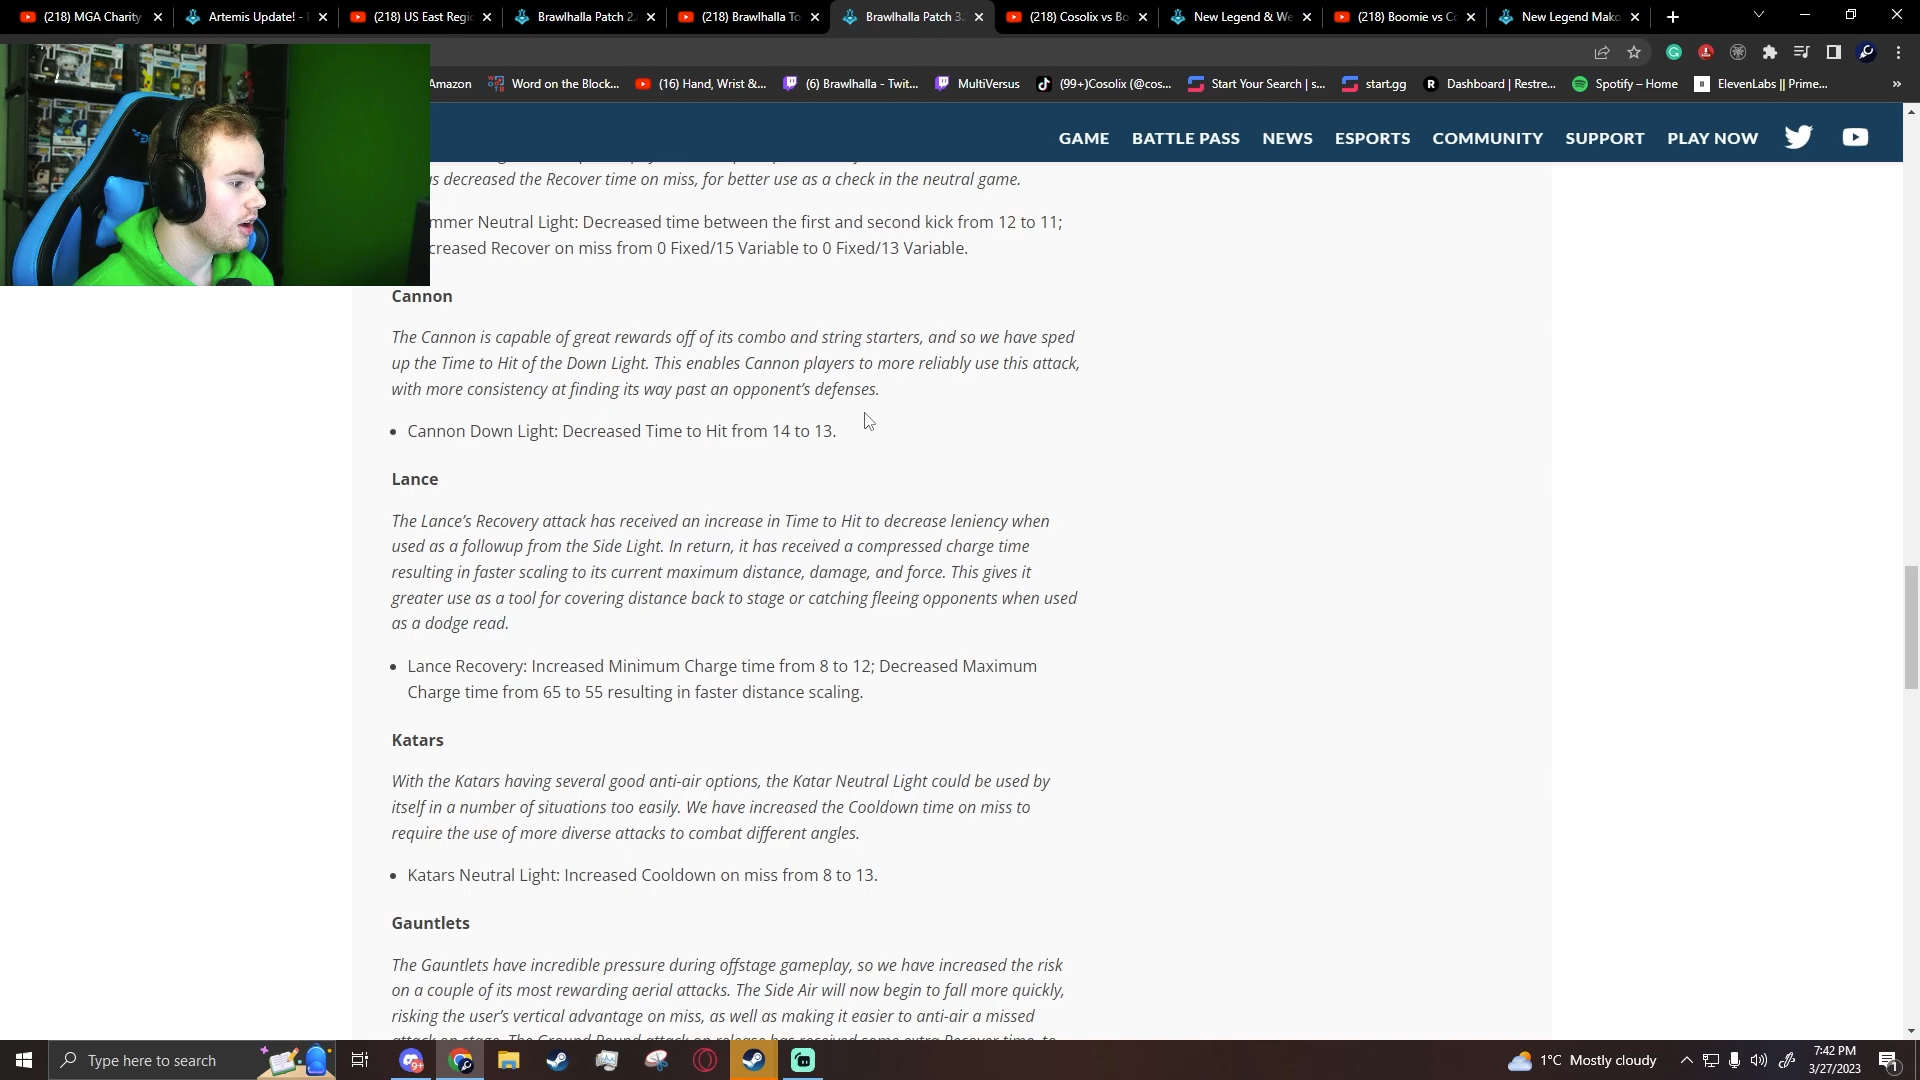 (218) MGA Charity
Artemis Update! -
(218) US East Regi
Brawlhalla Patch 2.
(218) Brawlhalla To
Brawlhalla Patch 3.
(218) Cosolix vs Bo
New Legend & We
(218) Boomie vs Co
New Legend Mako
Amazon
Word on the Block...
(16) Hand, Wrist &...
(6) Brawlhalla - Twit...
MultiVersus
(99+)Cosolix (@cos...
Start Your Search | s...
start.gg
Dashboard | Restre...
Spotify – Home
ElevenLabs || Prime...
GAME BATTLE PASS NEWS ESPORTS COMMUNITY SUPPORT PLAY NOW
decreased the Recover time on miss, for better use as a check in the neutral game.
mmer Neutral Light: Decreased time between the first and second kick from 12 to 11;
creased Recover on miss from 0 Fixed/15 Variable to 0 Fixed/13 Variable.
Cannon
The Cannon is capable of great rewards off of its combo and string starters, and so we have sped
up the Time to Hit of the Down Light. This enables Cannon players to more reliably use this attack,
with more consistency at finding its way past an opponent's defenses.
• Cannon Down Light: Decreased Time to Hit from 14 to 13.
Lance
The Lance's Recovery attack has received an increase in Time to Hit to decrease leniency when
used as a followup from the Side Light. In return, it has received a compressed charge time
resulting in faster scaling to its current maximum distance, damage, and force. This gives it
greater use as a tool for covering distance back to stage or catching fleeing opponents when used
as a dodge read.
• Lance Recovery: Increased Minimum Charge time from 8 to 12; Decreased Maximum
Charge time from 65 to 55 resulting in faster distance scaling.
Katars
With the Katars having several good anti-air options, the Katar Neutral Light could be used by
itself in a number of situations too easily. We have increased the Cooldown time on miss to
require the use of more diverse attacks to combat different angles.
• Katars Neutral Light: Increased Cooldown on miss from 8 to 13.
Gauntlets
The Gauntlets have incredible pressure during offstage gameplay, so we have increased the risk
on a couple of its most rewarding aerial attacks. The Side Air will now begin to fall more quickly,
risking the user's vertical advantage on miss, as well as making it easier to anti-air a missed
attack on stage. The Ground Pound attack on release has received some extra Recover time, to
Type here to search
1°C Mostly cloudy
7:42 PM
3/27/2023